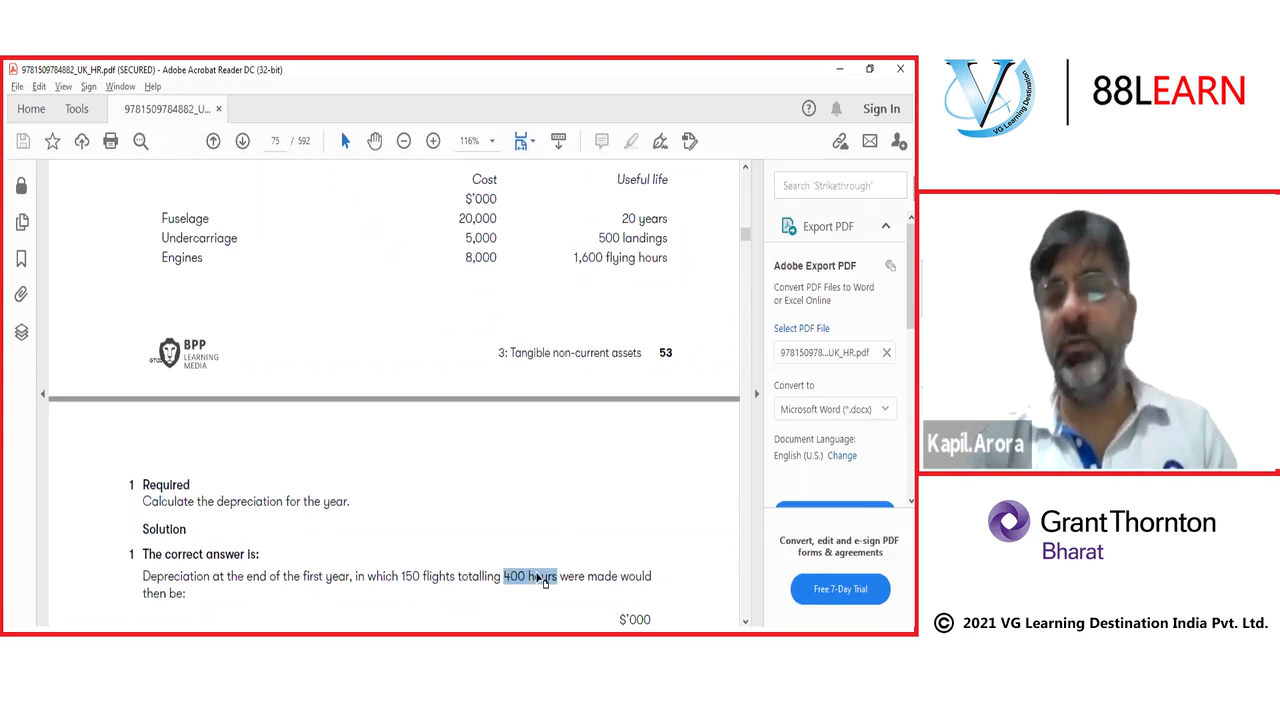 9781509784882_UK_HR.pdf (SECURED) - Adobe Acrobat Reader DC (32-bit)
File Edit View Sign Window Help
Home Tools 9781509784882_U... × Sign In
75 / 592 116%
Cost Useful life
$'000
Fuselage 20,000 20 years
Undercarriage 5,000 500 landings
Engines 8,000 1,600 flying hours
BPP
LEARNING
MEDIA
3: Tangible non-current assets 53
1 Required
Calculate the depreciation for the year.
Solution
1 The correct answer is:
Depreciation at the end of the first year, in which 150 flights totalling 400 hours were made would
then be:
$'000
Search 'Strikethrough'
Export PDF
Adobe Export PDF
Convert PDF Files to Word
or Excel Online
Select PDF File
978150978...UK_HR.pdf
Convert to
Microsoft Word (*.docx)
Document Language:
English (U.S.) Change
Convert, edit and e-sign PDF
forms & agreements
Free 7-Day Trial
V
VG Learning Destination
88LEARN
Kapil.Arora
Grant Thornton
Bharat
© 2021 VG Learning Destination India Pvt. Ltd.